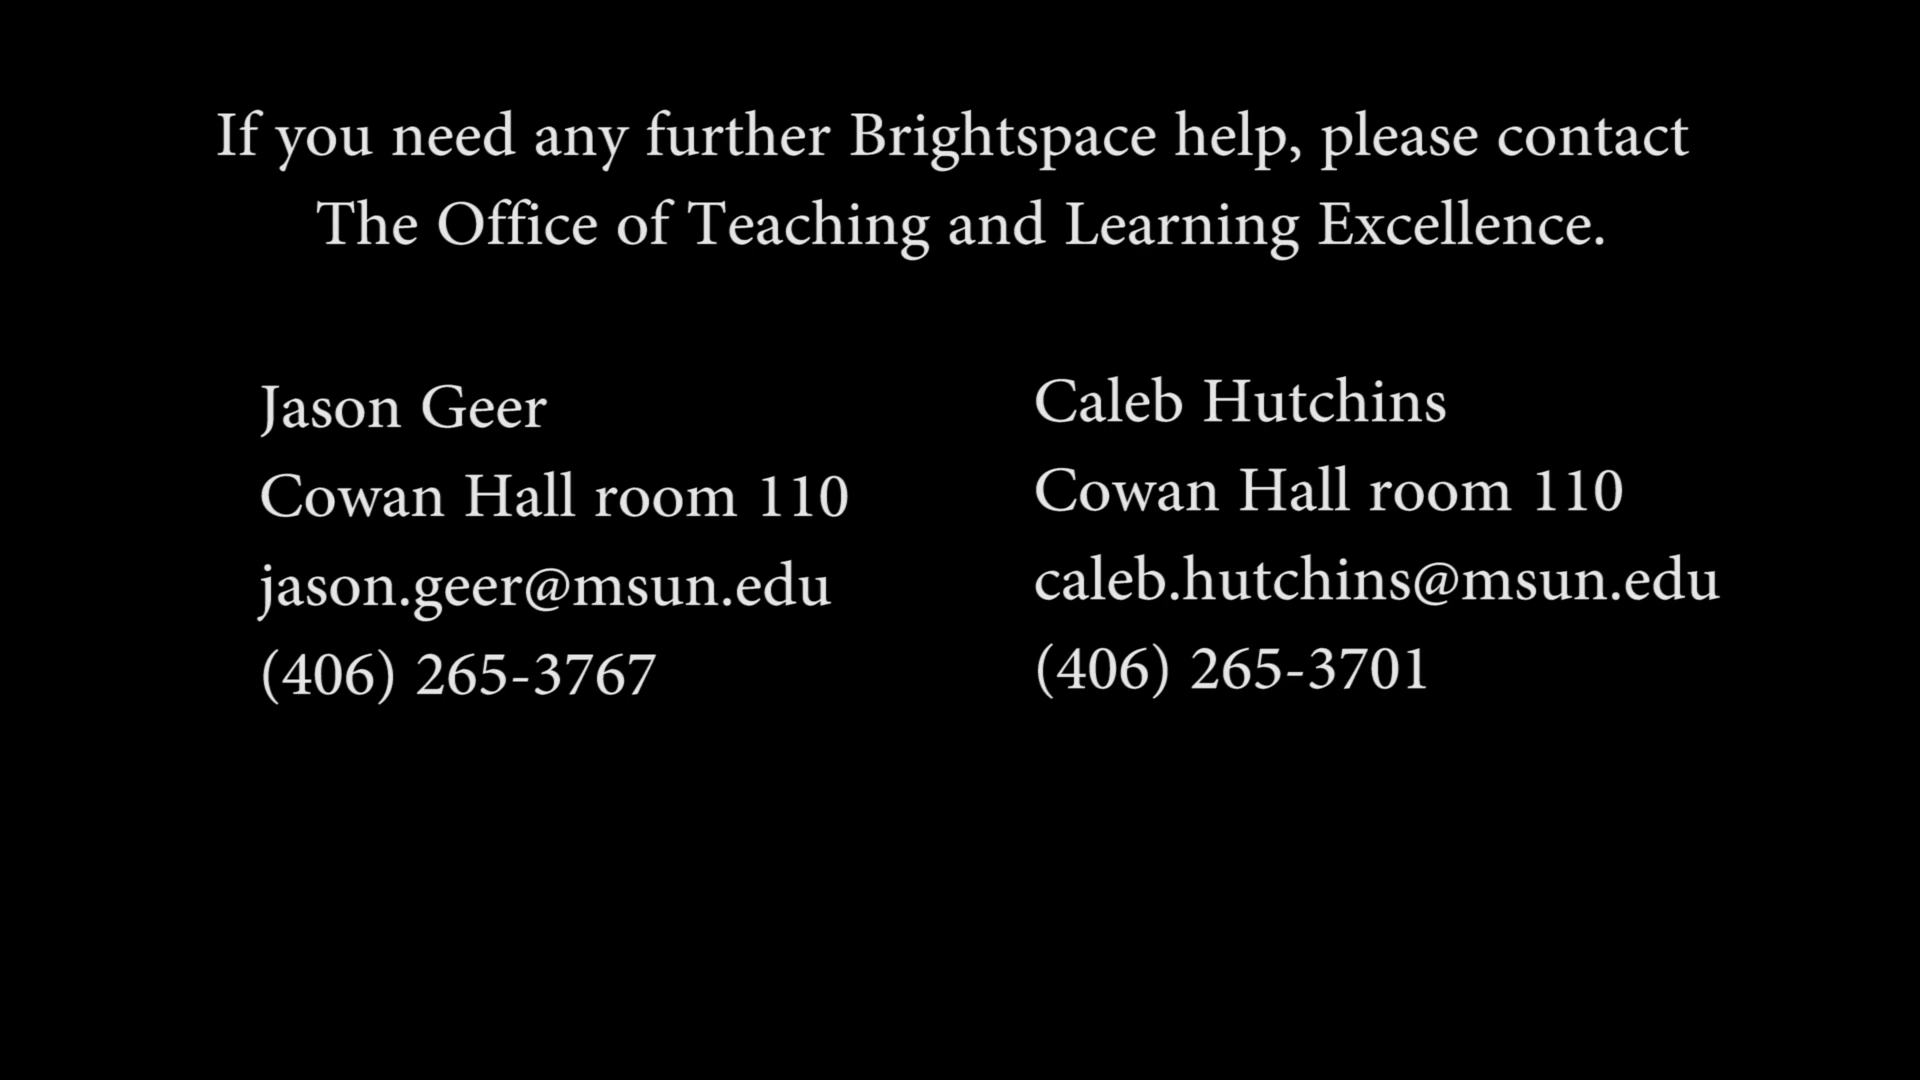 If you need any further Brightspace help, please contact
The Office of Teaching and Learning Excellence.
Jason Geer
Cowan Hall room 110
jason.geer@msun.edu
(406) 265-3767
Caleb Hutchins
Cowan Hall room 110
caleb.hutchins@msun.edu
(406) 265-3701